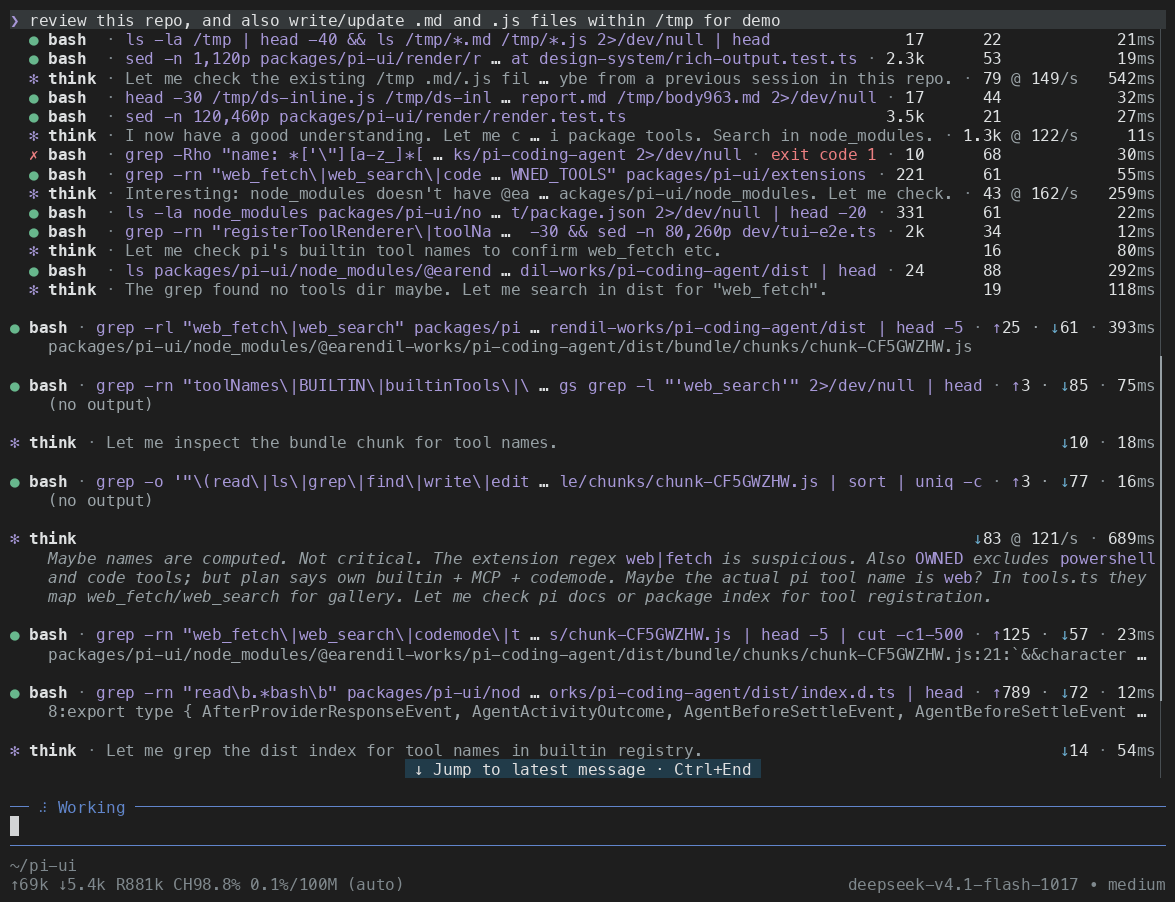 ❯ review this repo, and also write/update .md and .js files within /tmp for demo
● bash · ls -la /tmp | head -40 && ls /tmp/*.md /tmp/*.js 2>/dev/null | head 17 22 21ms
● bash · sed -n 1,120p packages/pi-ui/render/r … at design-system/rich-output.test.ts · 2.3k 53 19ms
✻ think · Let me check the existing /tmp .md/.js fil … ybe from a previous session in this repo. · 79 @ 149/s 542ms
● bash · head -30 /tmp/ds-inline.js /tmp/ds-inl … report.md /tmp/body963.md 2>/dev/null · 17 44 32ms
● bash · sed -n 120,460p packages/pi-ui/render/render.test.ts 3.5k 21 27ms
✻ think · I now have a good understanding. Let me c … i package tools. Search in node_modules. · 1.3k @ 122/s 11s
✗ bash · grep -Rho "name: *['\"][a-z_]*[ … ks/pi-coding-agent 2>/dev/null · exit code 1 · 10 68 30ms
● bash · grep -rn "web_fetch\|web_search\|code … WNED_TOOLS" packages/pi-ui/extensions · 221 61 55ms
✻ think · Interesting: node_modules doesn't have @ea … ackages/pi-ui/node_modules. Let me check. · 43 @ 162/s 259ms
● bash · ls -la node_modules packages/pi-ui/no … t/package.json 2>/dev/null | head -20 · 331 61 22ms
● bash · grep -rn "registerToolRenderer\|toolNa …  -30 && sed -n 80,260p dev/tui-e2e.ts · 2k 34 12ms
✻ think · Let me check pi's builtin tool names to confirm web_fetch etc. 16 80ms
● bash · ls packages/pi-ui/node_modules/@earend … dil-works/pi-coding-agent/dist | head · 24 88 292ms
✻ think · The grep found no tools dir maybe. Let me search in dist for "web_fetch". 19 118ms
● bash · grep -rl "web_fetch\|web_search" packages/pi … rendil-works/pi-coding-agent/dist | head -5 · ↑25 · ↓61 · 393ms
packages/pi-ui/node_modules/@earendil-works/pi-coding-agent/dist/bundle/chunks/chunk-CF5GWZHW.js
● bash · grep -rn "toolNames\|BUILTIN\|builtinTools\|\ … gs grep -l "'web_search'" 2>/dev/null | head · ↑3 · ↓85 · 75ms
(no output)
✻ think · Let me inspect the bundle chunk for tool names. ↓10 · 18ms
● bash · grep -o '"\(read\|ls\|grep\|find\|write\|edit … le/chunks/chunk-CF5GWZHW.js | sort | uniq -c · ↑3 · ↓77 · 16ms
(no output)
✻ think ↓83 @ 121/s · 689ms
Maybe names are computed. Not critical. The extension regex web|fetch is suspicious. Also OWNED excludes powershell
and code tools; but plan says own builtin + MCP + codemode. Maybe the actual pi tool name is web? In tools.ts they
map web_fetch/web_search for gallery. Let me check pi docs or package index for tool registration.
● bash · grep -rn "web_fetch\|web_search\|codemode\|t … s/chunk-CF5GWZHW.js | head -5 | cut -c1-500 · ↑125 · ↓57 · 23ms
packages/pi-ui/node_modules/@earendil-works/pi-coding-agent/dist/bundle/chunks/chunk-CF5GWZHW.js:21:`&&character …
● bash · grep -rn "read\b.*bash\b" packages/pi-ui/nod … orks/pi-coding-agent/dist/index.d.ts | head · ↑789 · ↓72 · 12ms
8:export type { AfterProviderResponseEvent, AgentActivityOutcome, AgentBeforeSettleEvent, AgentBeforeSettleEvent …
✻ think · Let me grep the dist index for tool names in builtin registry. ↓14 · 54ms
↓ Jump to latest message · Ctrl+End
Working
~/pi-ui
↑69k ↓5.4k R881k CH98.8% 0.1%/100M (auto) deepseek-v4.1-flash-1017 • medium